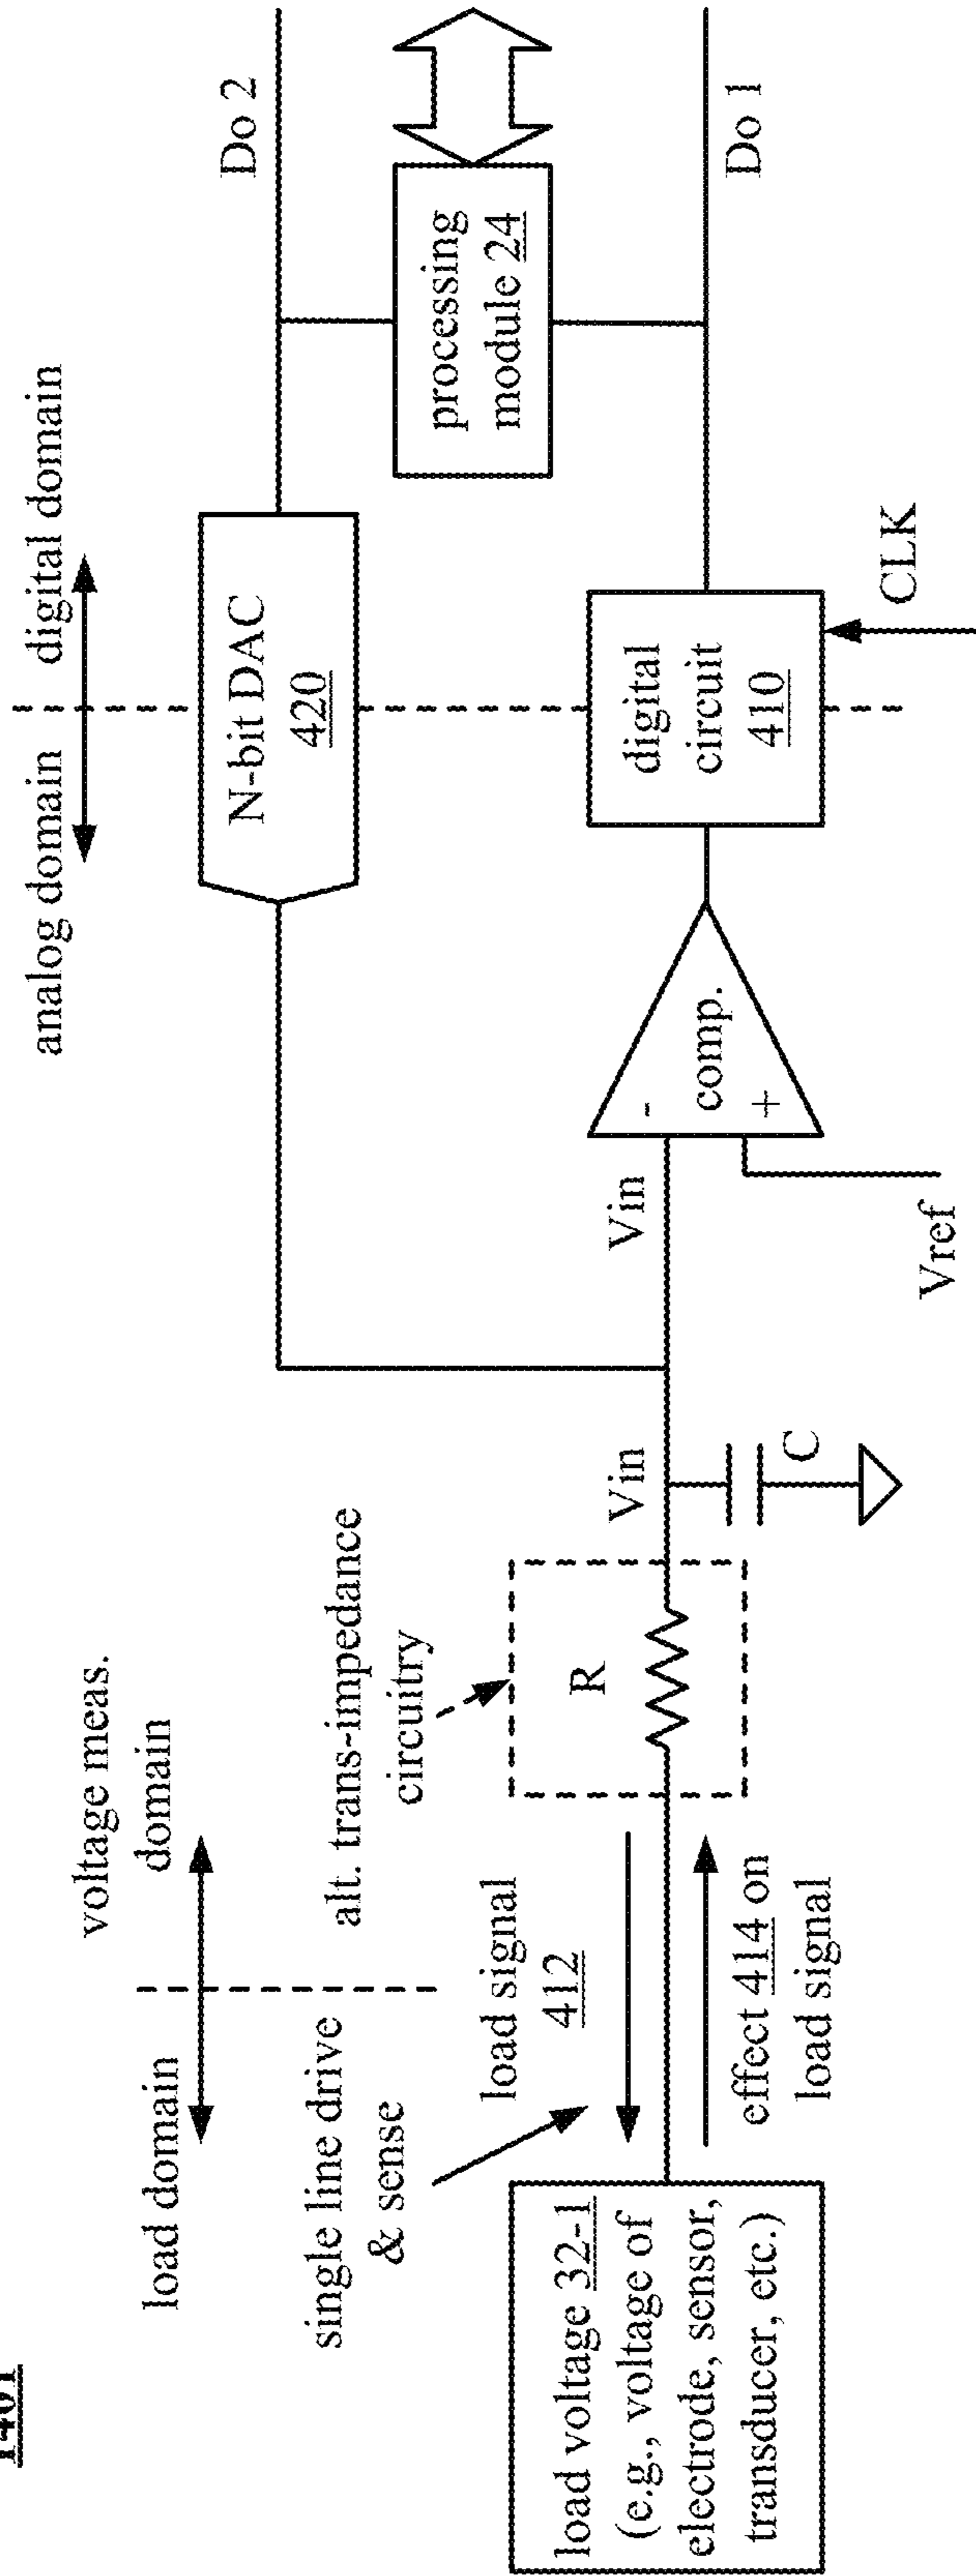 1401
load domain
voltage meas.
domain
analog domain
digital domain
single line drive
& sense
alt. trans-impedance
circuitry
N-bit DAC
420
Do 2
load signal
412
R
Vin
Vin
C
effect 414 on
load signal
load voltage 32-1
(e.g., voltage of
electrode, sensor,
transducer, etc.)
-
comp.
+
Vref
digital
circuit
410
CLK
processing
module 24
Do 1